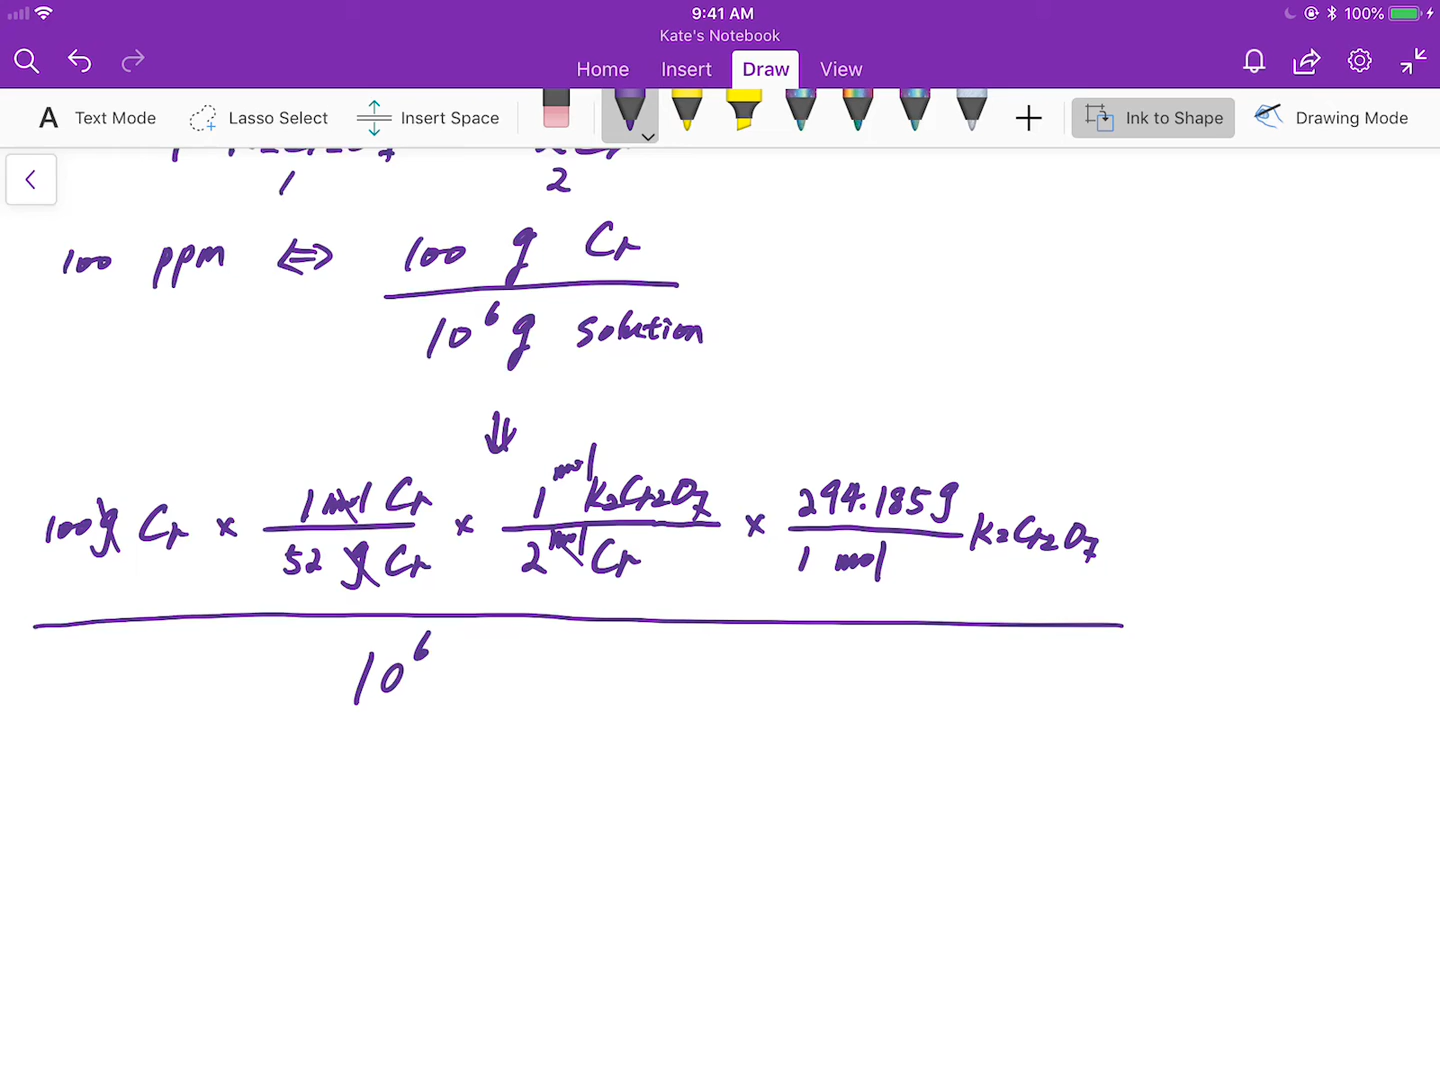 9:41 AM
100%
Kate's Notebook
Home Insert Draw View
A Text Mode Lasso Select Insert Space Ink to Shape Drawing Mode
1 2
100 ppm ⇔ 100 g Cr / 10⁶ g solution
⇓
100 g Cr × 1 mol Cr / 52 g Cr × 1 mol K₂Cr₂O₇ / 2 mol Cr × 294.185 g / 1 mol K₂Cr₂O₇
10⁶